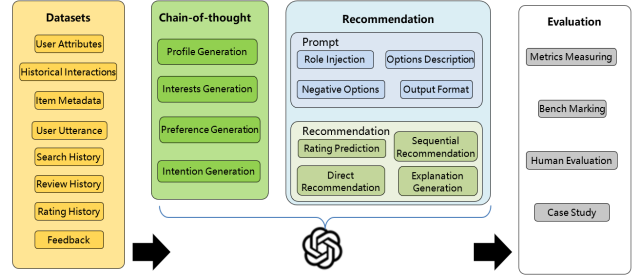 Datasets
User Attributes
Historical Interactions
Item Metadata
User Utterance
Search History
Review History
Rating History
Feedback
Chain-of-thought
Profile Generation
Interests Generation
Preference Generation
Intention Generation
Recommendation
Prompt
Role Injection
Options Description
Negative Options
Output Format
Recommendation
Rating Prediction
Sequential
Recommendation
Direct
Recommendation
Explanation
Generation
Evaluation
Metrics Measuring
Bench Marking
Human Evaluation
Case Study